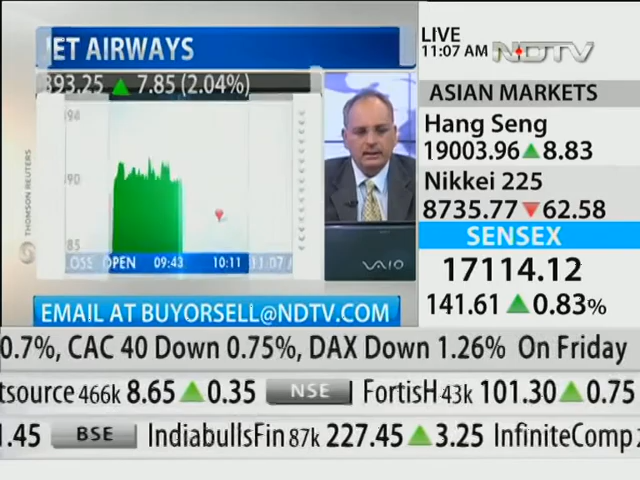 JET AIRWAYS
393.25 ▲ 7.85 (2.04%)
94
90
85
OPEN 09:43 10:11 11:07
THOMSON REUTERS
VAIO
EMAIL AT BUYORSELL@NDTV.COM
LIVE
11:07 AM NDTV
ASIAN MARKETS
Hang Seng
19003.96 ▲ 8.83
Nikkei 225
8735.77 ▼ 62.58
SENSEX
17114.12
141.61 ▲ 0.83%
0.7%, CAC 40 Down 0.75%, DAX Down 1.26% On Friday
tsource 466k 8.65 ▲ 0.35 NSE FortisH 43k 101.30 ▲ 0.75
1.45 BSE IndiabullsFin 87k 227.45 ▲ 3.25 InfiniteComp